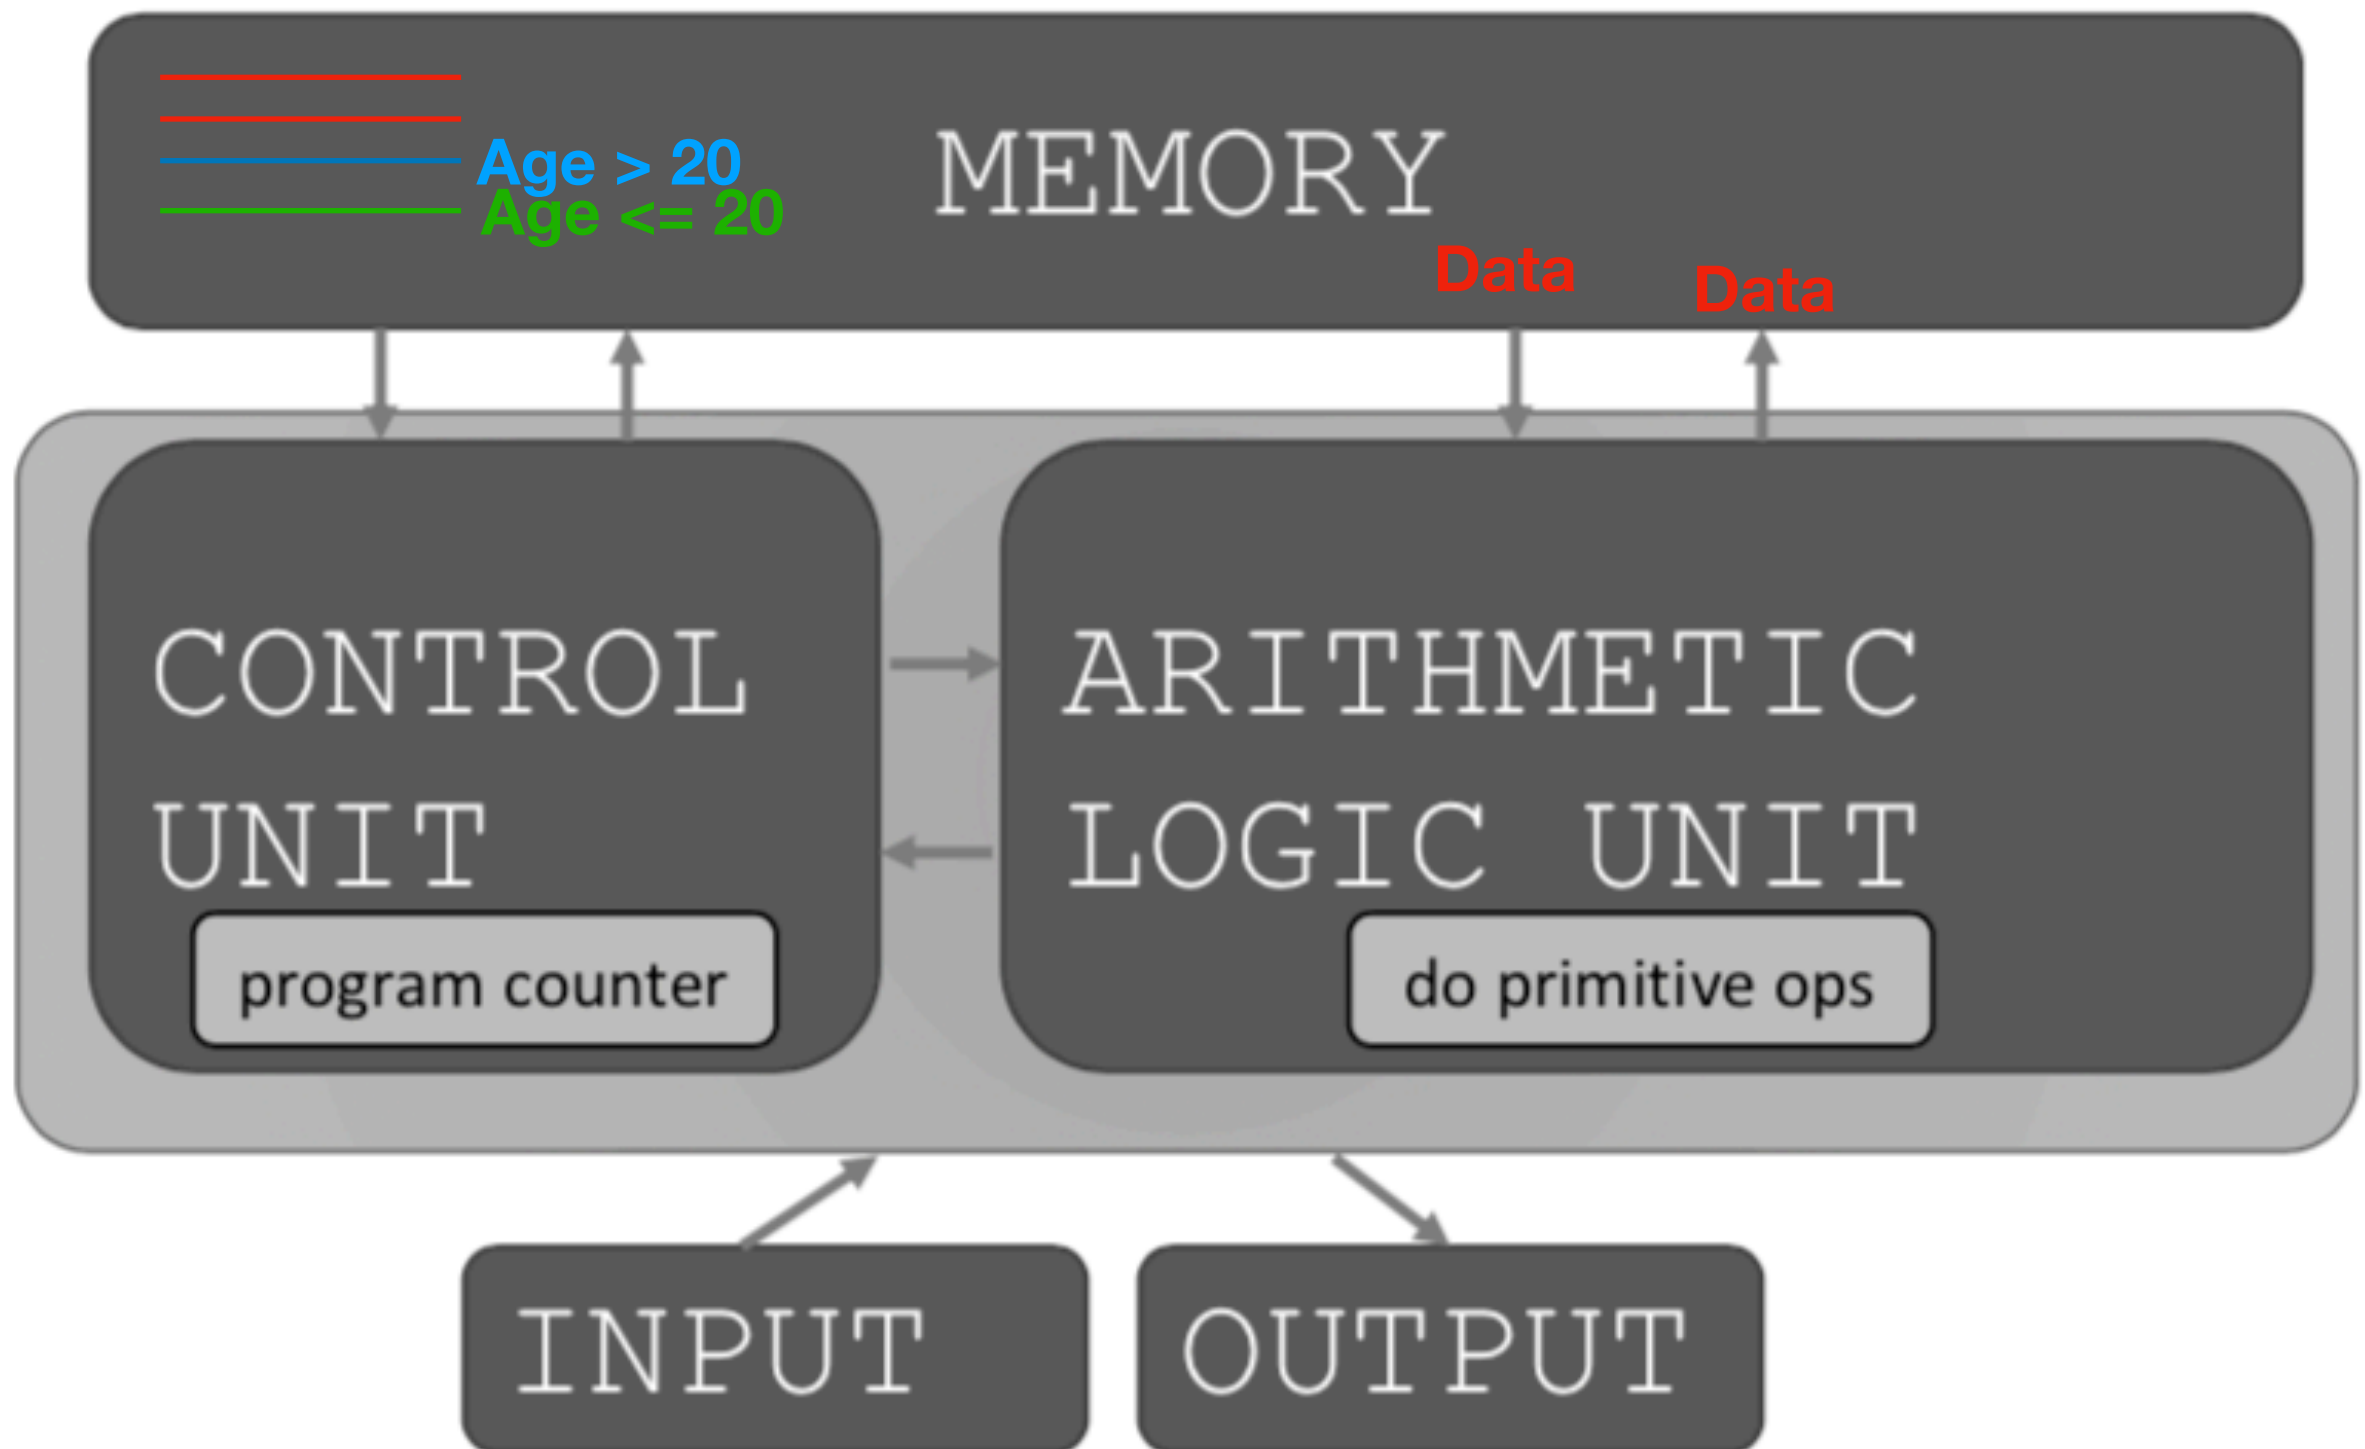 Age > 20
MEMORY
Age <= 20
Data
Data
CONTROL
UNIT
program counter
ARITHMETIC
LOGIC UNIT
do primitive ops
INPUT
OUTPUT